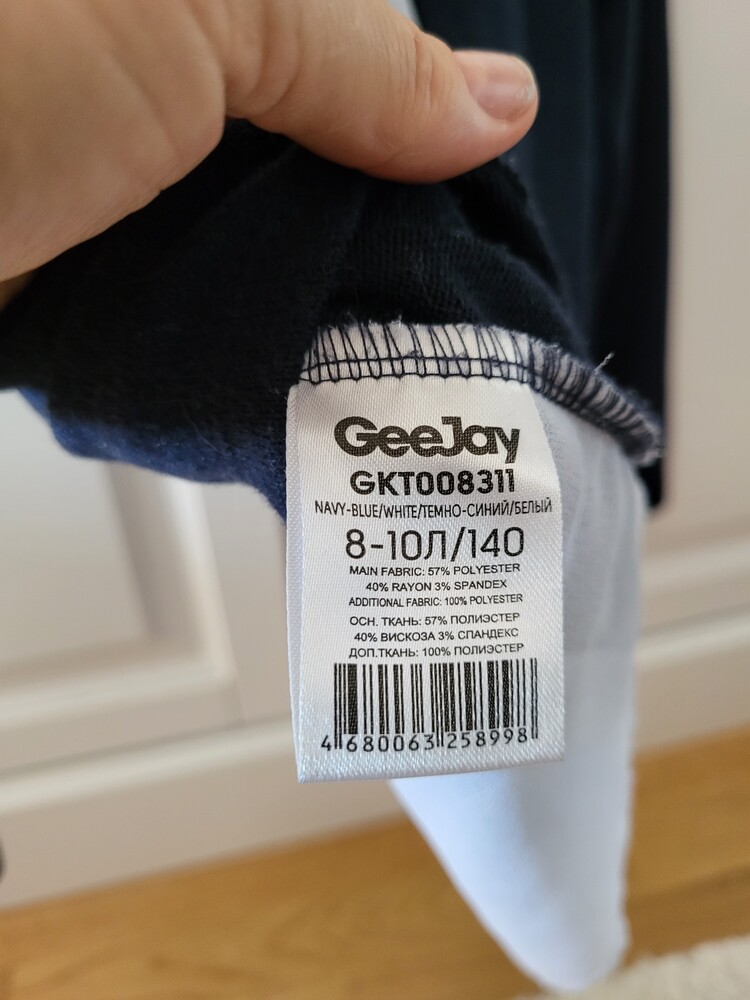 GeeJay
GKT008311
NAVY-BLUE/WHITE/ТЕМНО-СИНИЙ/БЕЛЫЙ
8-10Л/140
MAIN FABRIC: 57% POLYESTER
40% RAYON 3% SPANDEX
ADDITIONAL FABRIC: 100% POLYESTER
ОСН. ТКАНЬ: 57% ПОЛИЭСТЕР
40% ВИСКОЗА 3% СПАНДЕКС
ДОП.ТКАНЬ: 100% ПОЛИЭСТЕР
4 680063 258998